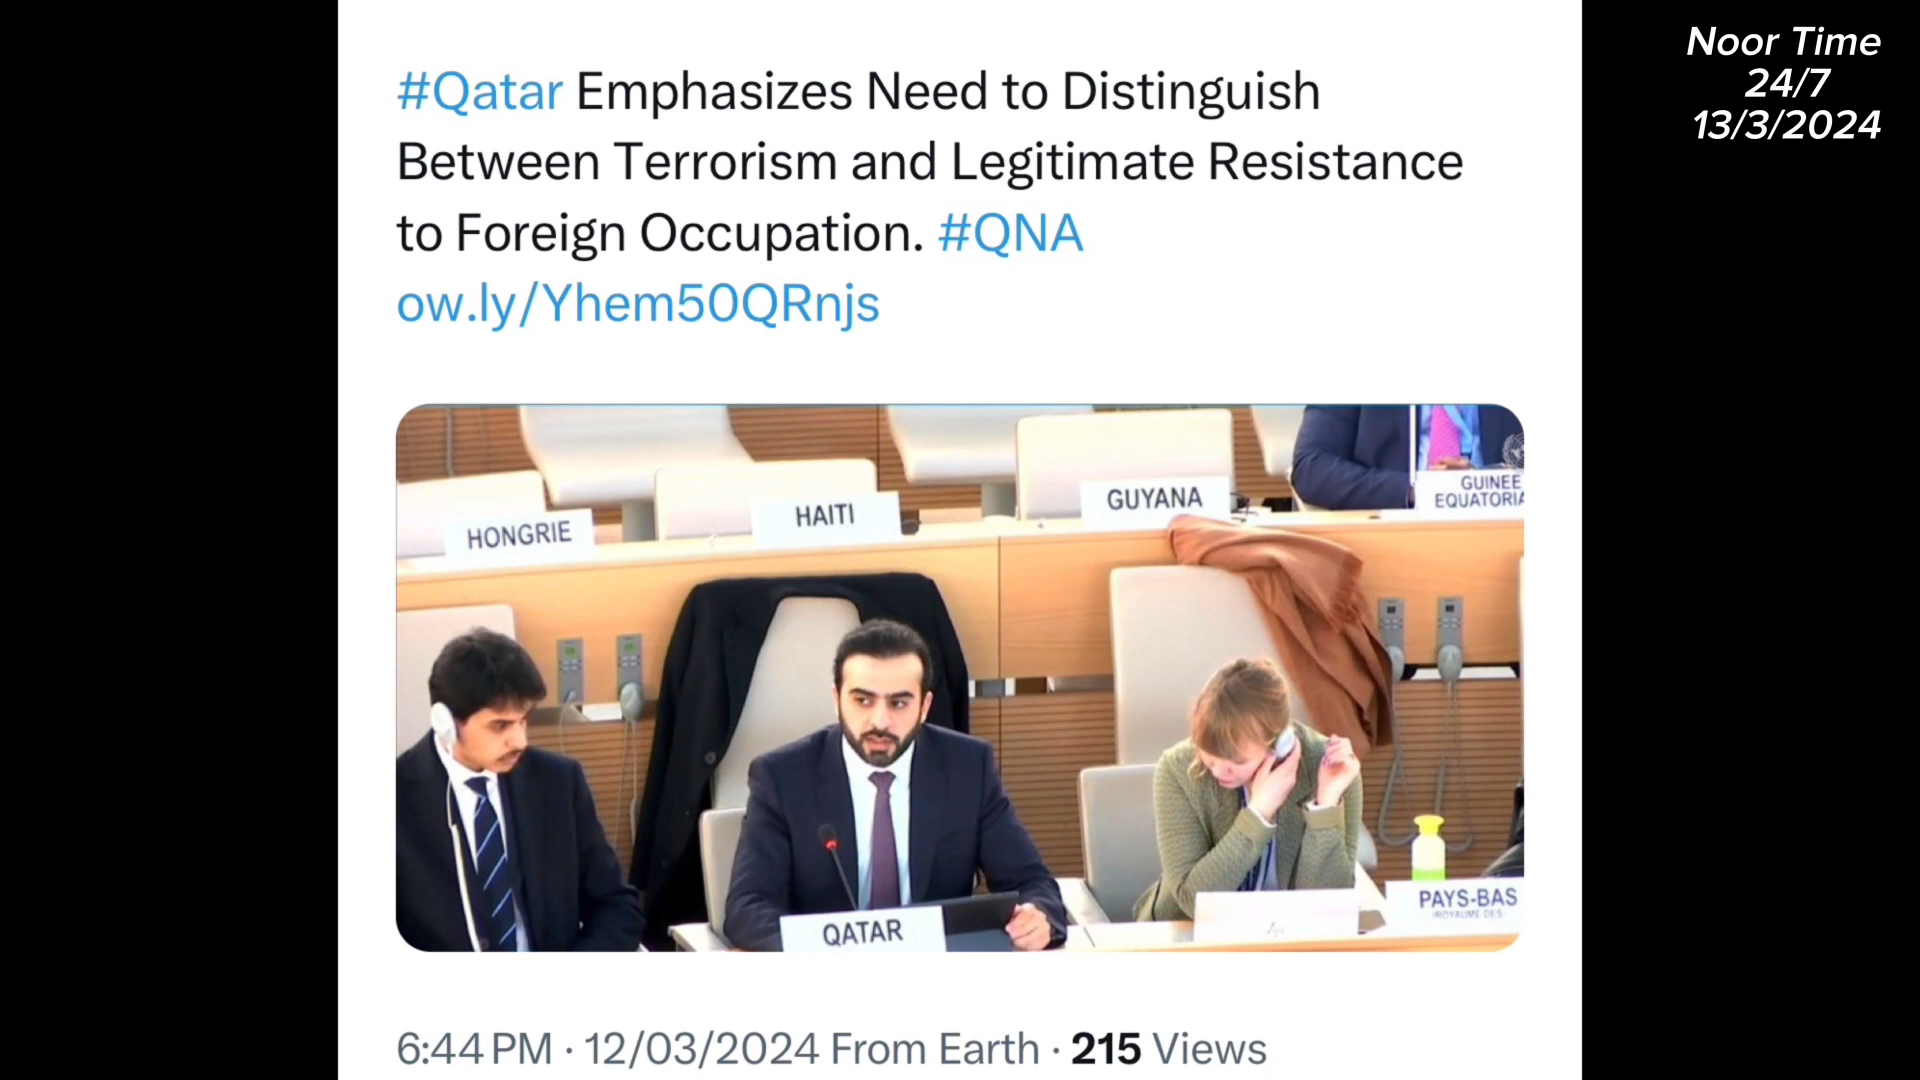 Noor Time
24/7
13/3/2024
#Qatar Emphasizes Need to Distinguish
Between Terrorism and Legitimate Resistance
to Foreign Occupation. #QNA
ow.ly/Yhem50QRnjs
HONGRIE
HAITI
GUYANA
GUINEE
EQUATORIA
QATAR
PAYS-BAS
(ROYAUME DES
6:44 PM · 12/03/2024 From Earth · 215 Views